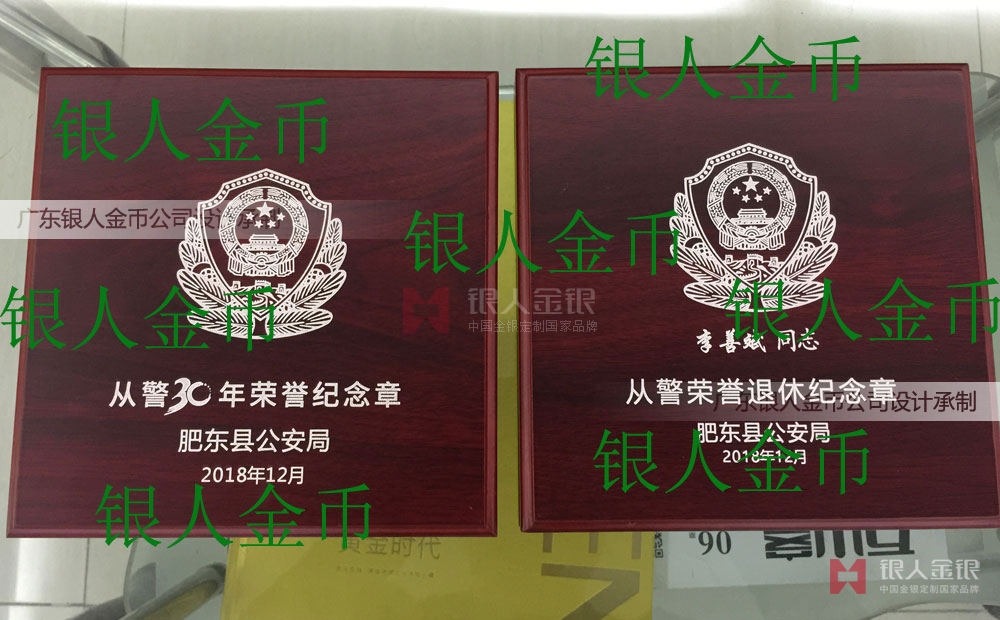 银人金币
银人金币
广东银人金币公司设计承制
银人金币
银人金币
银人金币
银人金银
中国金银定制国家品牌
同志
从警30年荣誉纪念章
肥东县公安局
2018年12月
从警荣誉退休纪念章
广东银人金币公司设计承制
肥东县公安局
2018年12月
银人金币
银人金币
黄金时代
90
银人金银
中国金银定制国家品牌